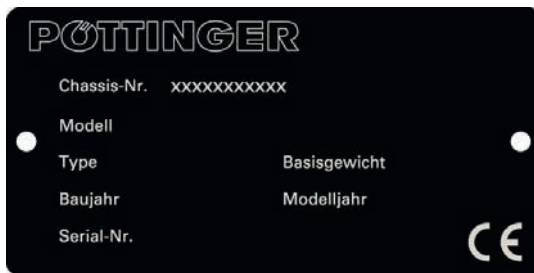 PÖTTINGER
Chassis-Nr. xxxxxxxxxxx
Modell
Type Basisgewicht
Baujahr Modelljahr
Serial-Nr.
CE